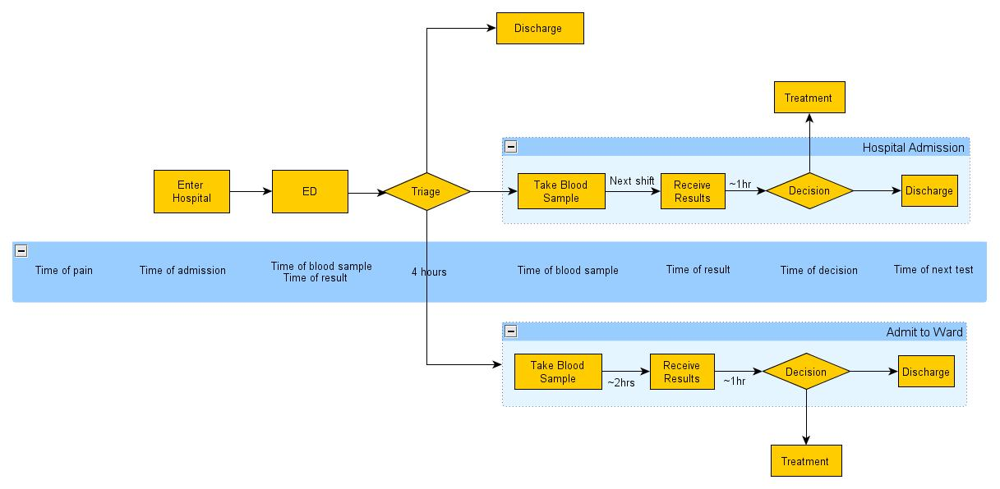 Discharge
Treatment
Hospital Admission
Enter
Hospital
ED
Triage
Take Blood
Sample
Next shift
Receive
Results
~1hr
Decision
Discharge
Time of pain
Time of admission
Time of blood sample
Time of result
4 hours
Time of blood sample
Time of result
Time of decision
Time of next test
Admit to Ward
Take Blood
Sample
~2hrs
Receive
Results
~1hr
Decision
Discharge
Treatment